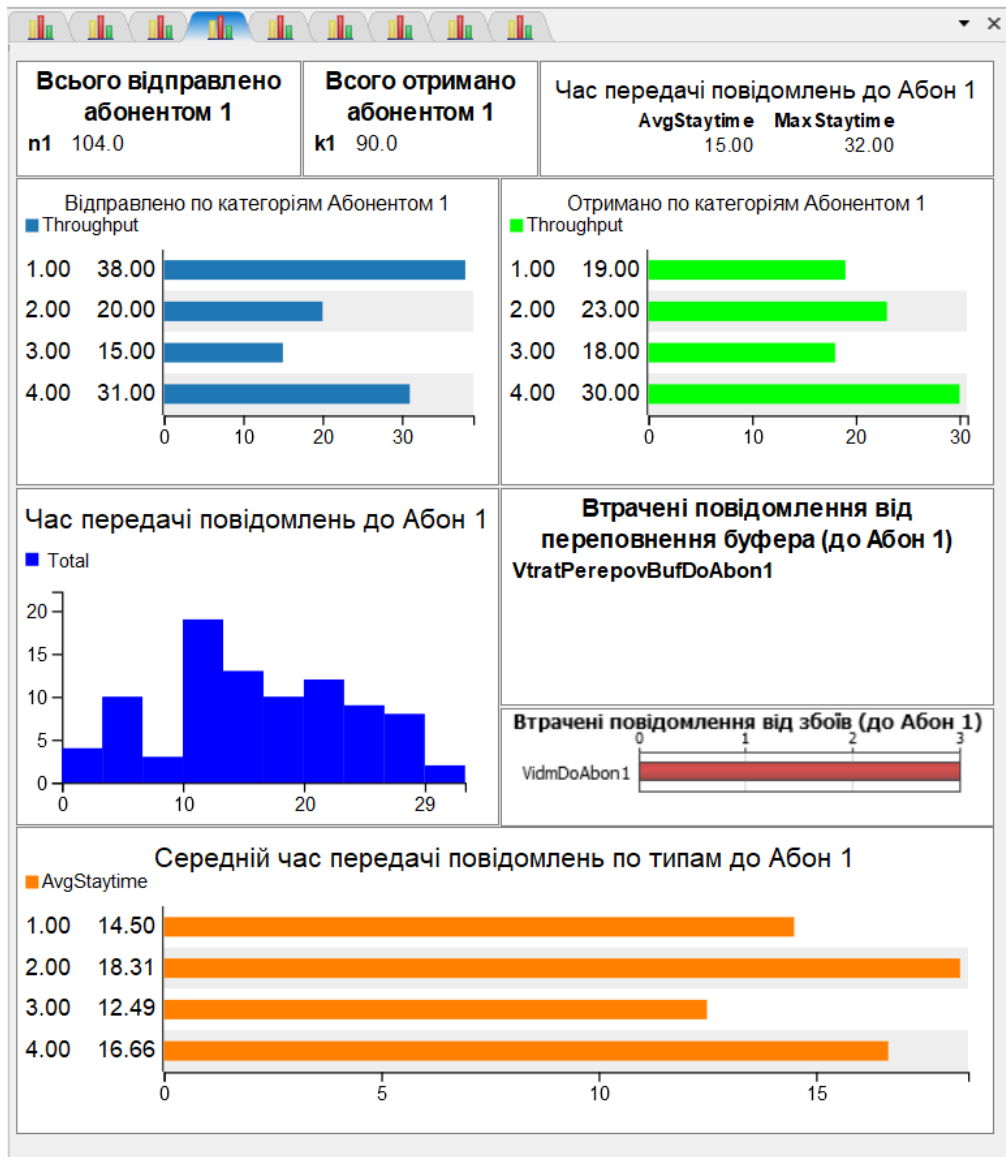 Всього відправлено
абонентом 1
n1 104.0
Всого отримано
абонентом 1
k1 90.0
Час передачі повідомлень до Абон 1
AvgStaytime MaxStaytime
15.00 32.00
Відправлено по категоріям Абонентом 1
Throughput
1.00 38.00
2.00 20.00
3.00 15.00
4.00 31.00
0 10 20 30
Отримано по категоріям Абонентом 1
Throughput
1.00 19.00
2.00 23.00
3.00 18.00
4.00 30.00
0 10 20 30
Час передачі повідомлень до Абон 1
Total
20
15
10
5
0
0 10 20 29
Втрачені повідомлення від
переповнення буфера (до Абон 1)
VtratPerepovBufDoAbon1
Втрачені повідомлення від збоїв (до Абон 1)
0 1 2 3
VidmDoAbon1
Середній час передачі повідомлень по типам до Абон 1
AvgStaytime
1.00 14.50
2.00 18.31
3.00 12.49
4.00 16.66
0 5 10 15